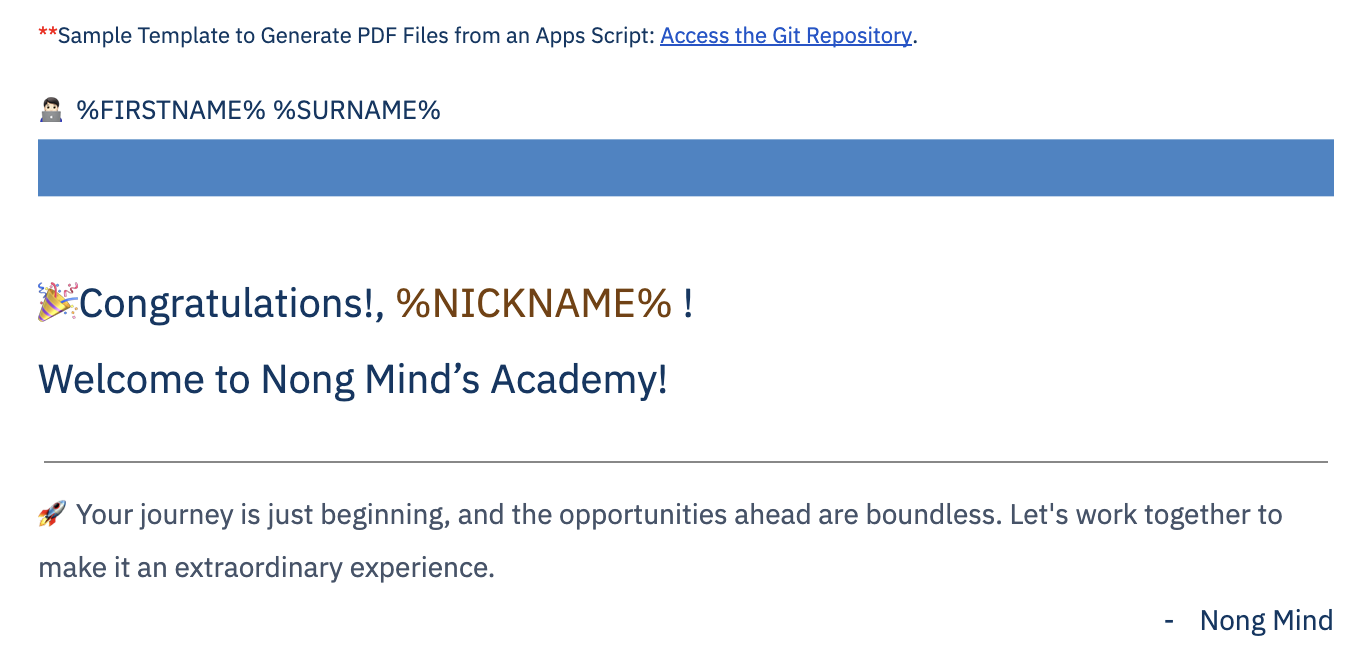 **Sample Template to Generate PDF Files from an Apps Script: Access the Git Repository.
👨🏻‍💻 %FIRSTNAME% %SURNAME%
🎉Congratulations!, %NICKNAME% !
Welcome to Nong Mind’s Academy!
🚀 Your journey is just beginning, and the opportunities ahead are boundless. Let's work together to
make it an extraordinary experience.
- Nong Mind